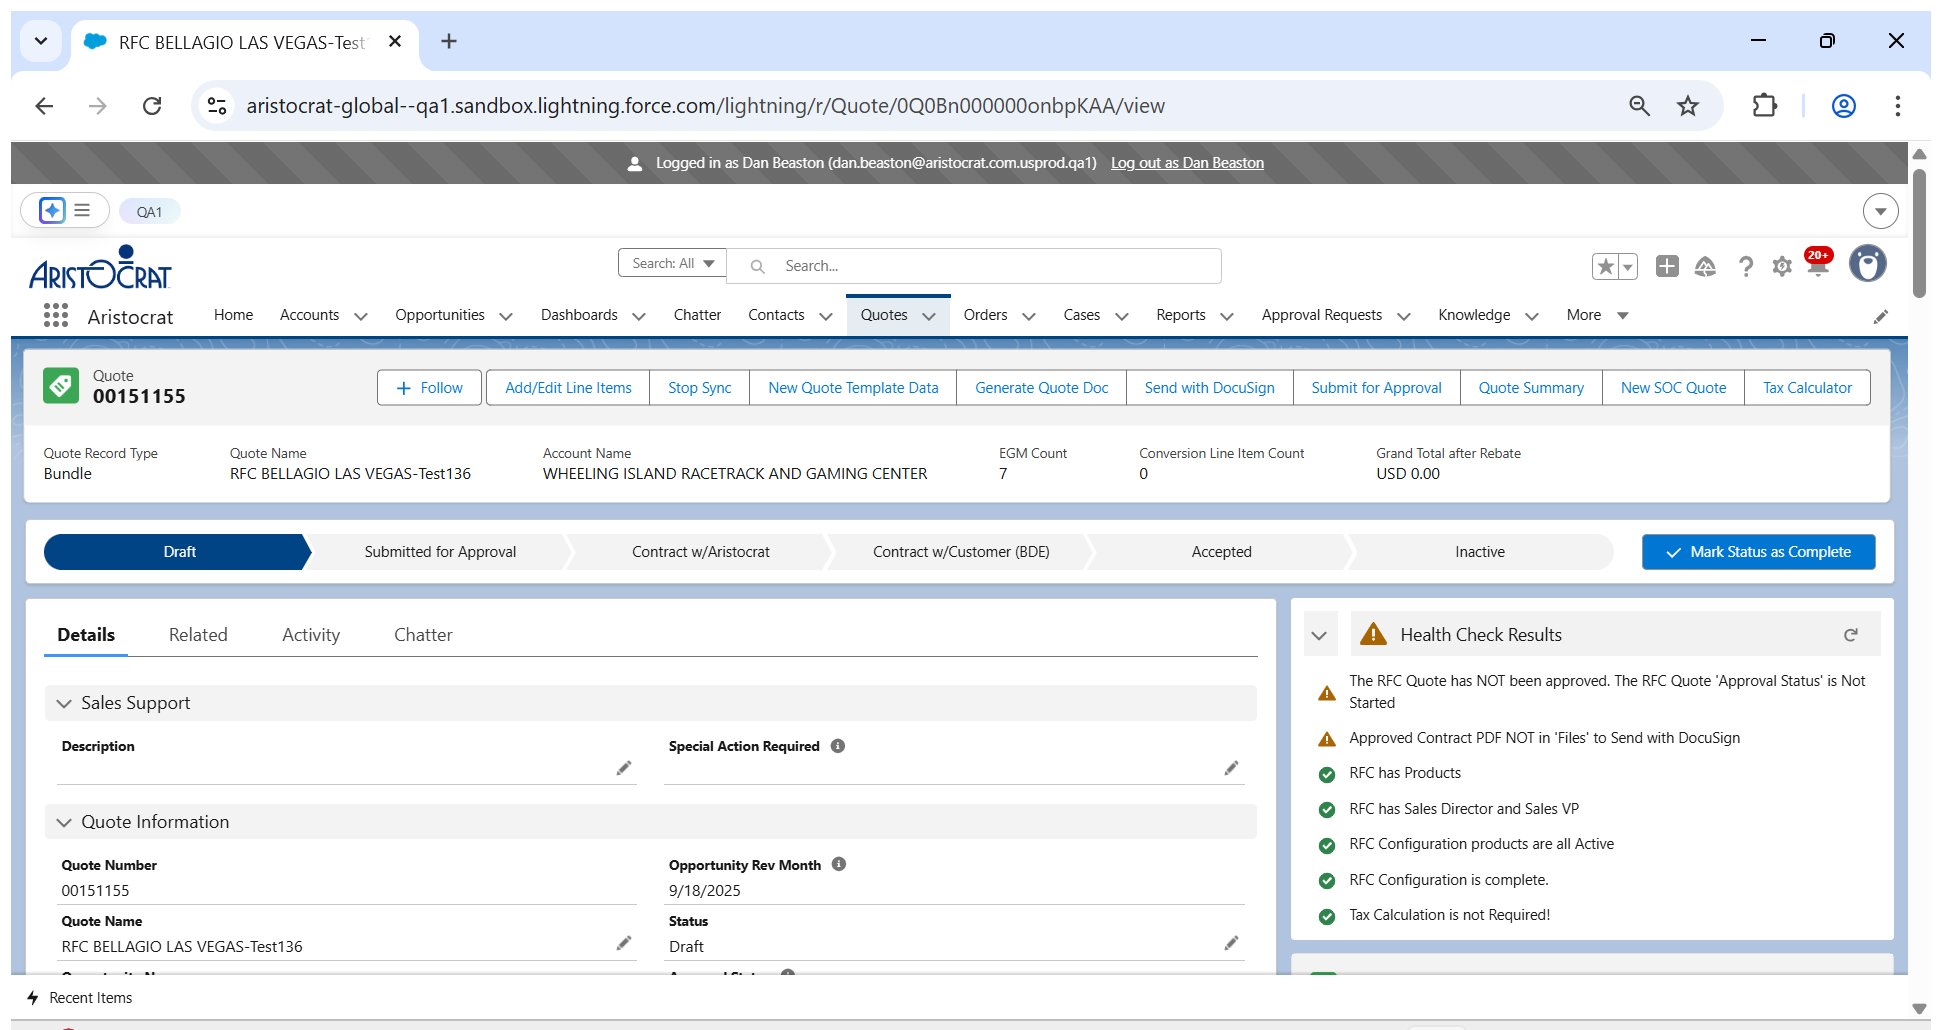 RFC BELLAGIO LAS VEGAS-Test
aristocrat-global--qa1.sandbox.lightning.force.com/lightning/r/Quote/0Q0Bn000000onbpKAA/view
Logged in as Dan Beaston (dan.beaston@aristocrat.com.usprod.qa1) Log out as Dan Beaston
QA1
ARISTOCRAT
Search: All
Search...
20+
Aristocrat Home Accounts Opportunities Dashboards Chatter Contacts Quotes Orders Cases Reports Approval Requests Knowledge More
Quote
00151155
Follow Add/Edit Line Items Stop Sync New Quote Template Data Generate Quote Doc Send with DocuSign Submit for Approval Quote Summary New SOC Quote Tax Calculator
Quote Record Type Quote Name Account Name EGM Count Conversion Line Item Count Grand Total after Rebate
Bundle RFC BELLAGIO LAS VEGAS-Test136 WHEELING ISLAND RACETRACK AND GAMING CENTER 7 0 USD 0.00
Draft Submitted for Approval Contract w/Aristocrat Contract w/Customer (BDE) Accepted Inactive Mark Status as Complete
Details Related Activity Chatter
Sales Support
Description Special Action Required
Quote Information
Quote Number Opportunity Rev Month
00151155 9/18/2025
Quote Name Status
RFC BELLAGIO LAS VEGAS-Test136 Draft
Health Check Results
The RFC Quote has NOT been approved. The RFC Quote 'Approval Status' is Not
Started
Approved Contract PDF NOT in 'Files' to Send with DocuSign
RFC has Products
RFC has Sales Director and Sales VP
RFC Configuration products are all Active
RFC Configuration is complete.
Tax Calculation is not Required!
Recent Items